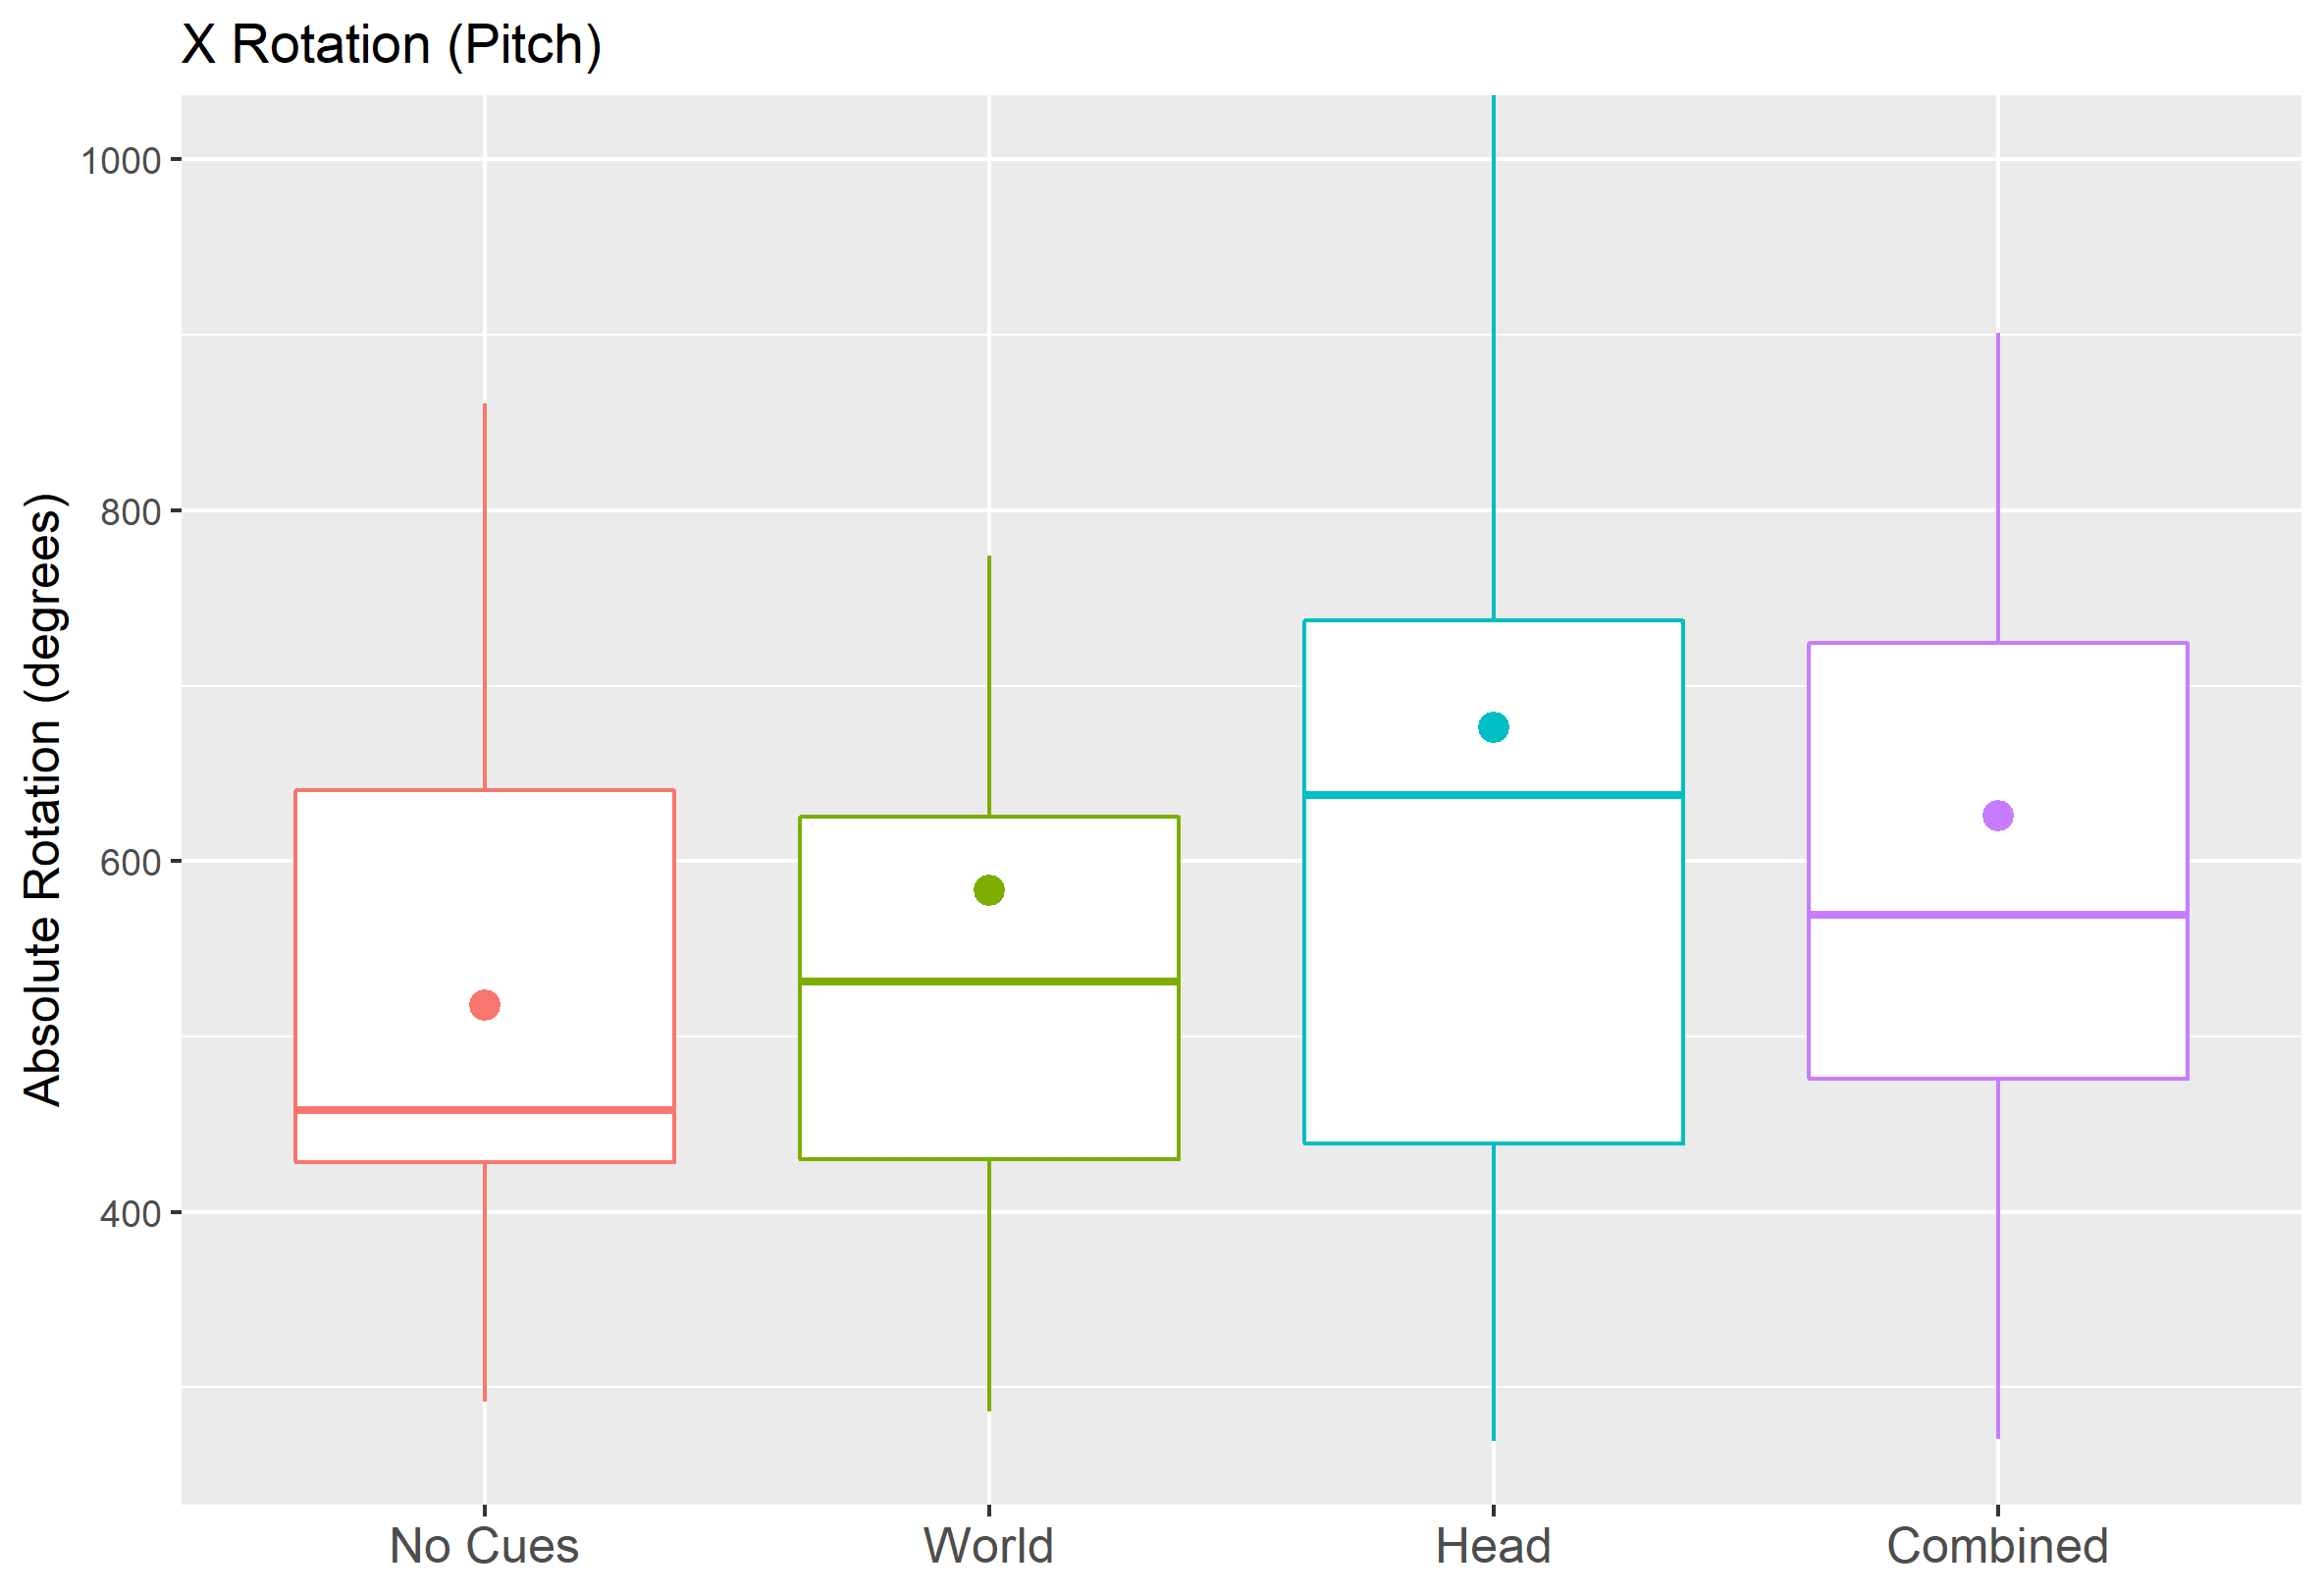 X Rotation (Pitch)
Absolute Rotation (degrees)
1000
800
600
400
No Cues
World
Head
Combined